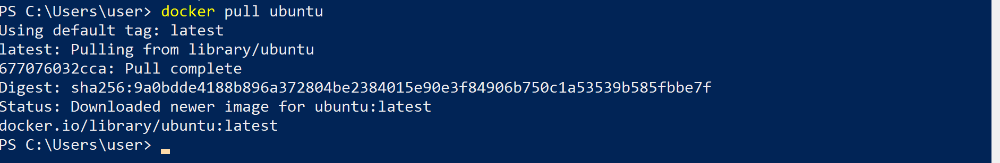 PS C:\Users\user> docker pull ubuntu
Using default tag: latest
latest: Pulling from library/ubuntu
677076032cca: Pull complete
Digest: sha256:9a0bdde4188b896a372804be2384015e90e3f84906b750c1a53539b585fbbe7f
Status: Downloaded newer image for ubuntu:latest
docker.io/library/ubuntu:latest
PS C:\Users\user>